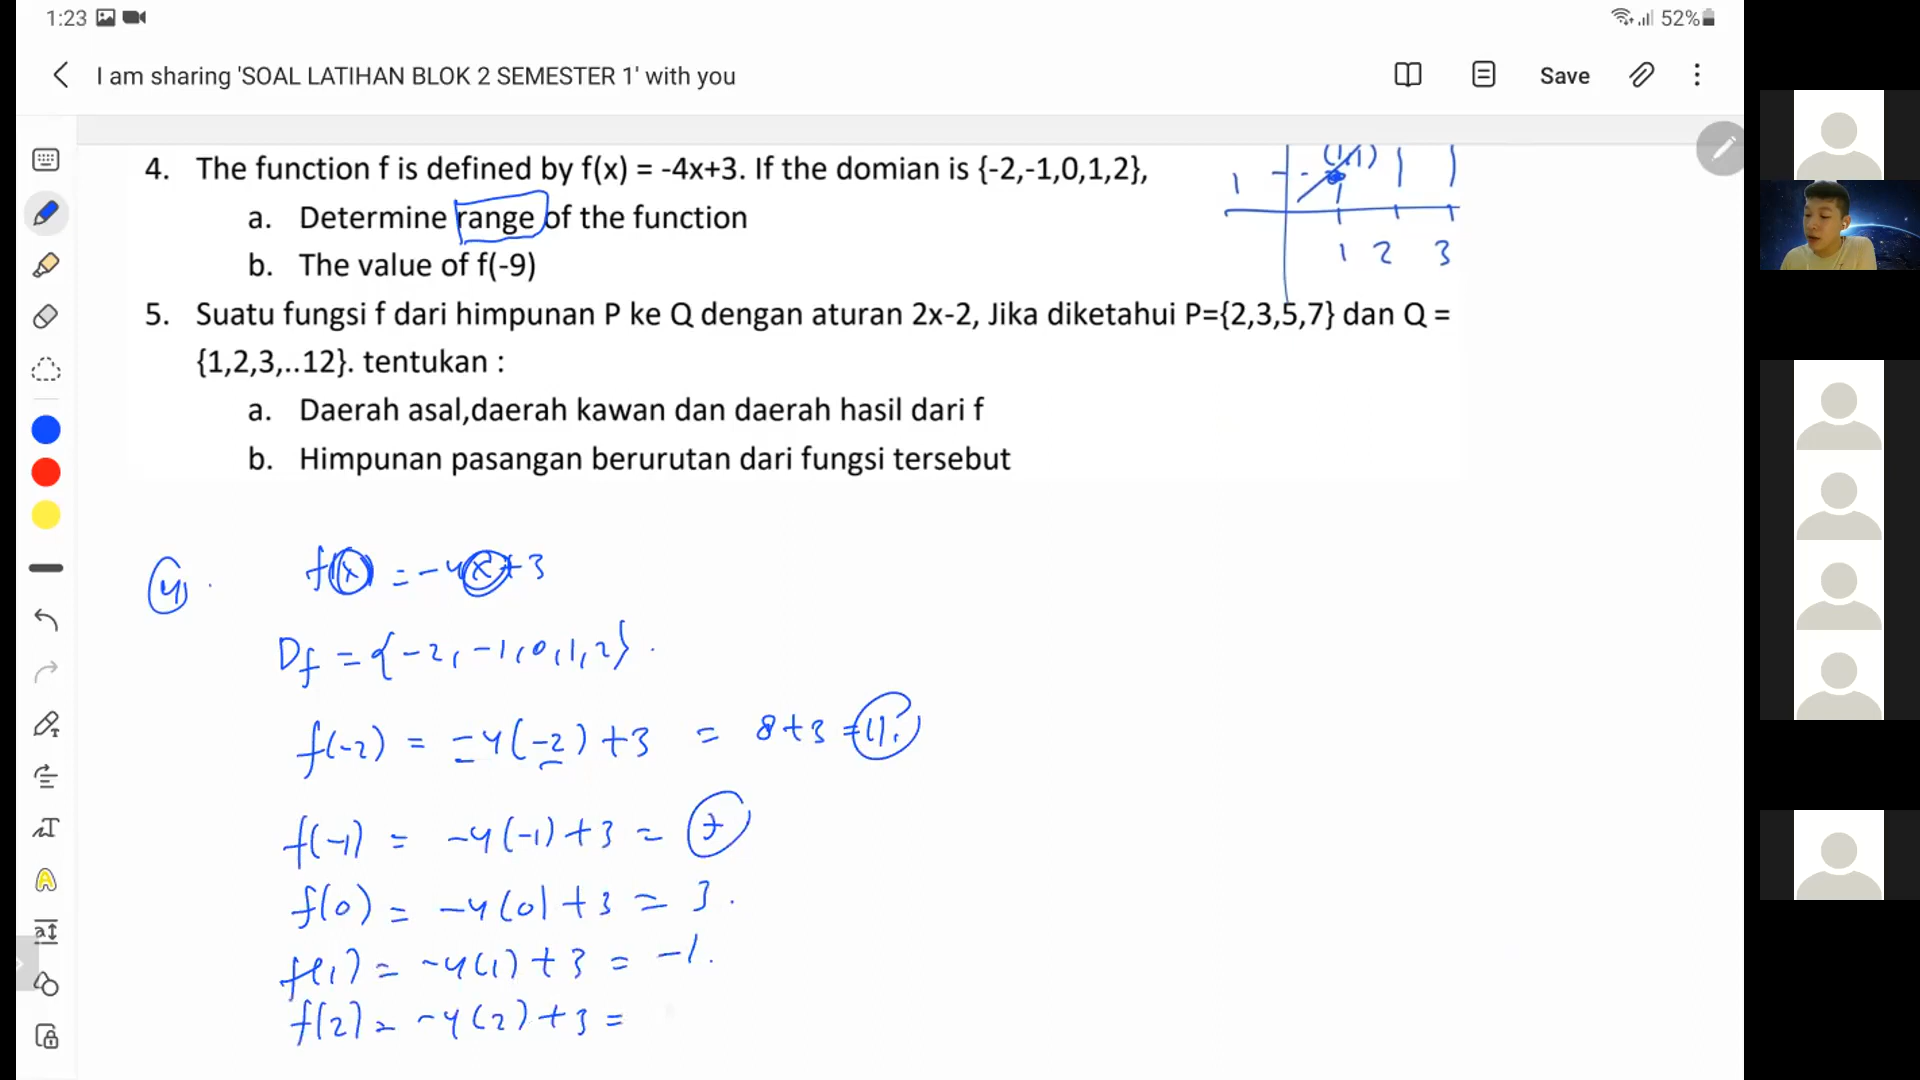 1:23 52%
I am sharing 'SOAL LATIHAN BLOK 2 SEMESTER 1' with you Save
4. The function f is defined by f(x) = -4x+3. If the domian is {-2,-1,0,1,2},
a. Determine range of the function
b. The value of f(-9)
(1,1)
1
1 2 3
5. Suatu fungsi f dari himpunan P ke Q dengan aturan 2x-2, Jika diketahui P={2,3,5,7} dan Q =
{1,2,3,..12}. tentukan :
a. Daerah asal,daerah kawan dan daerah hasil dari f
b. Himpunan pasangan berurutan dari fungsi tersebut
4. f(x) = -4x+3
Df = {-2, -1, 0, 1, 2}.
f(-2) = -4(-2)+3 = 8+3 = 11.
f(-1) = -4(-1)+3 = 7
f(0) = -4(0)+3 = 3.
f(1) = -4(1)+3 = -1.
f(2) = -4(2)+3 =